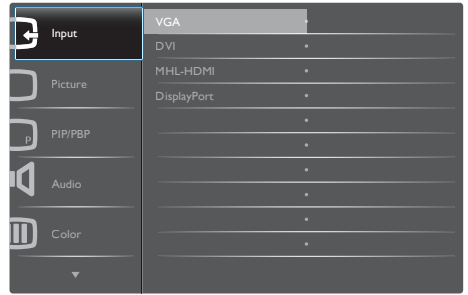 Input
VGA
DVI
MHL-HDMI
DisplayPort
Picture
PIP/PBP
P
Audio
Color